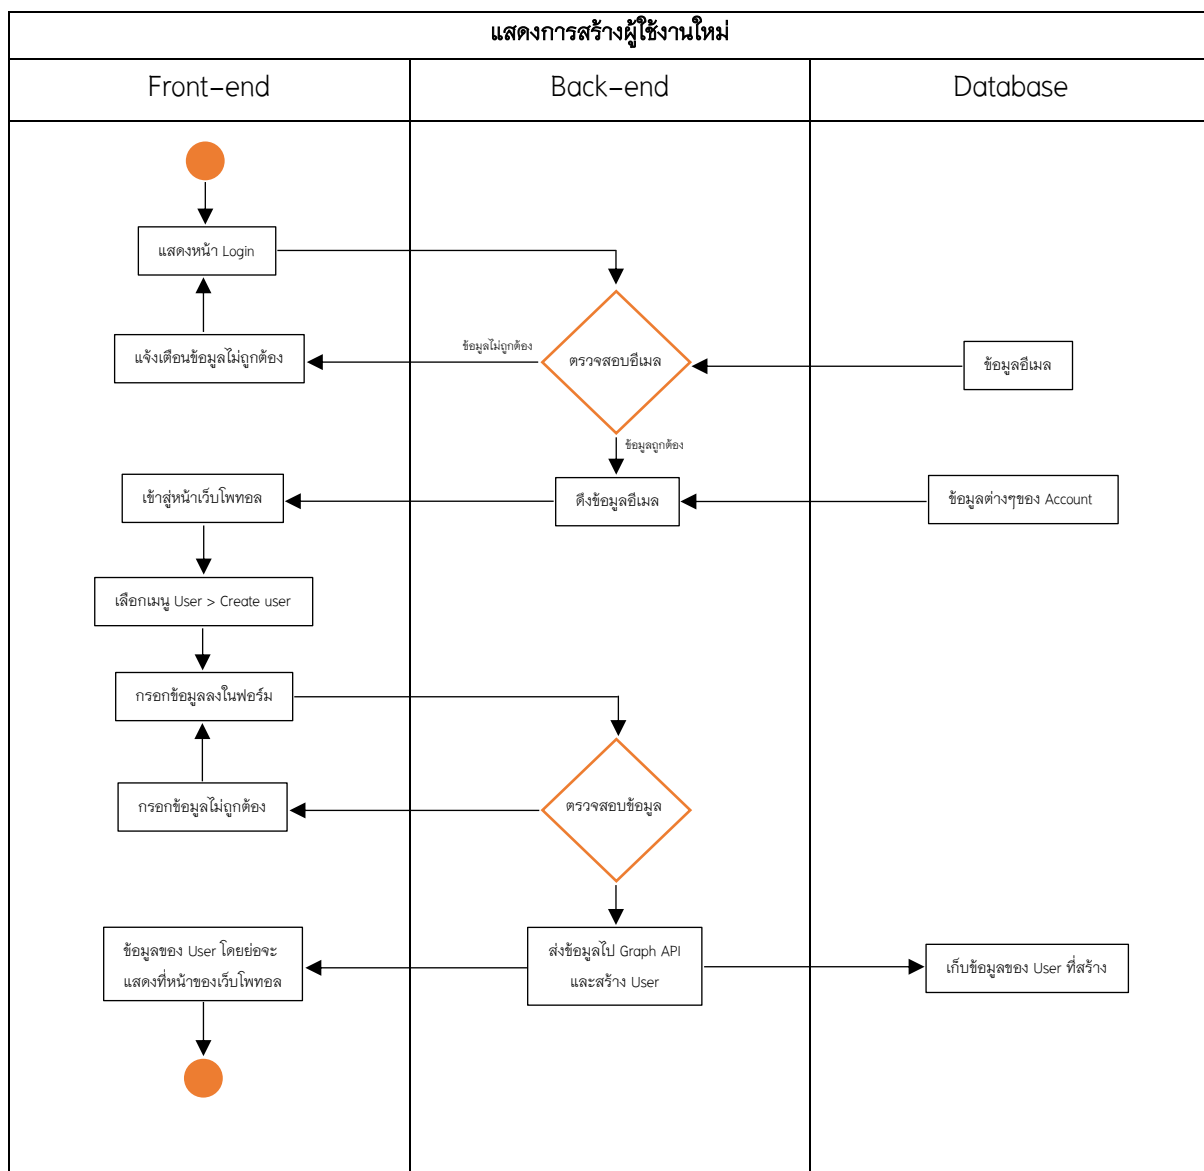 แสดงการสร้างผู้ใช้งานใหม่
Front-end
Back-end
Database
แสดงหน้า Login
แจ้งเตือนข้อมูลไม่ถูกต้อง
ข้อมูลไม่ถูกต้อง
ตรวจสอบอีเมล
ข้อมูลอีเมล
ข้อมูลถูกต้อง
เข้าสู่หน้าเว็บโพทอล
ดึงข้อมูลอีเมล
ข้อมูลต่างๆของ Account
เลือกเมนู User > Create user
กรอกข้อมูลลงในฟอร์ม
กรอกข้อมูลไม่ถูกต้อง
ตรวจสอบข้อมูล
ข้อมูลของ User โดยย่อจะ
แสดงที่หน้าของเว็บโพทอล
ส่งข้อมูลไป Graph API
และสร้าง User
เก็บข้อมูลของ User ที่สร้าง